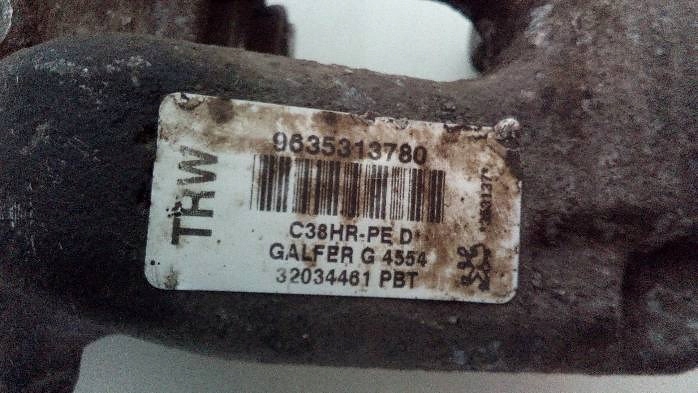 TRW
9635313780
C38HR-PE D
GALFER G 4554
32034461 PBT